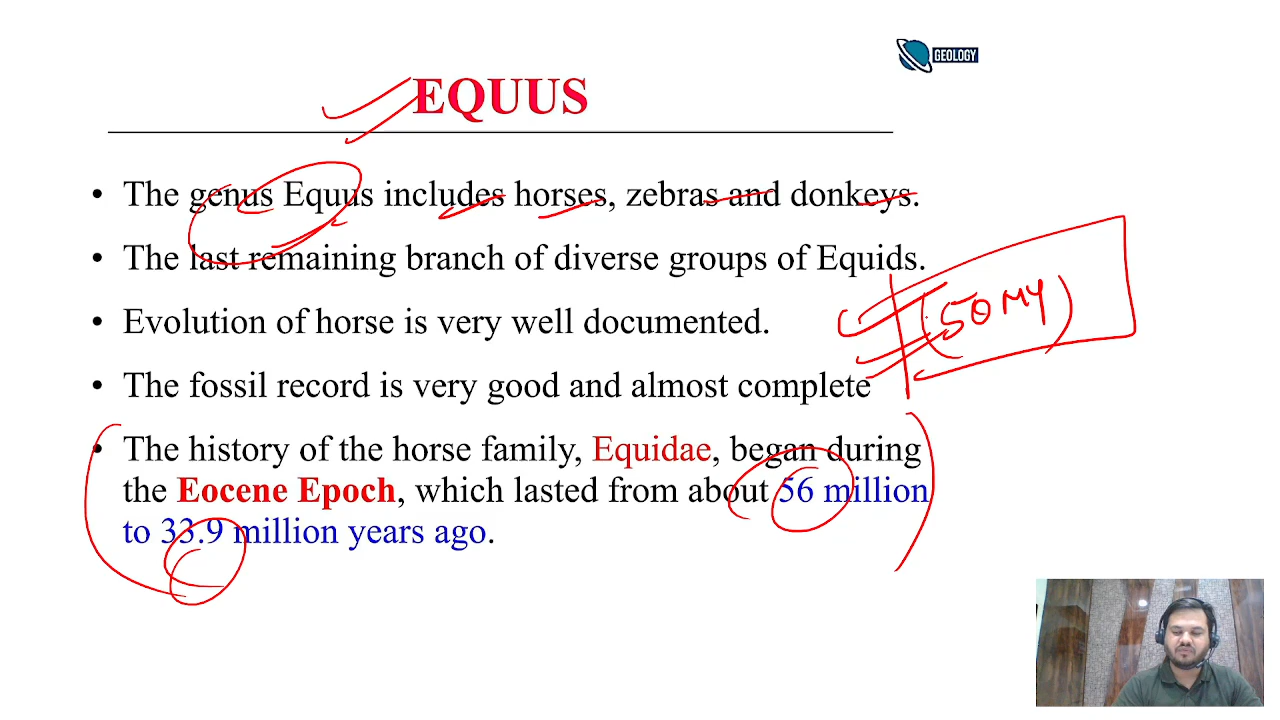 GEOLOGY
EQUUS
• The genus Equus includes horses, zebras and donkeys.
• The last remaining branch of diverse groups of Equids.
• Evolution of horse is very well documented.
(50 MY)
• The fossil record is very good and almost complete
• The history of the horse family, Equidae, began during
the Eocene Epoch, which lasted from about 56 million
to 33.9 million years ago.